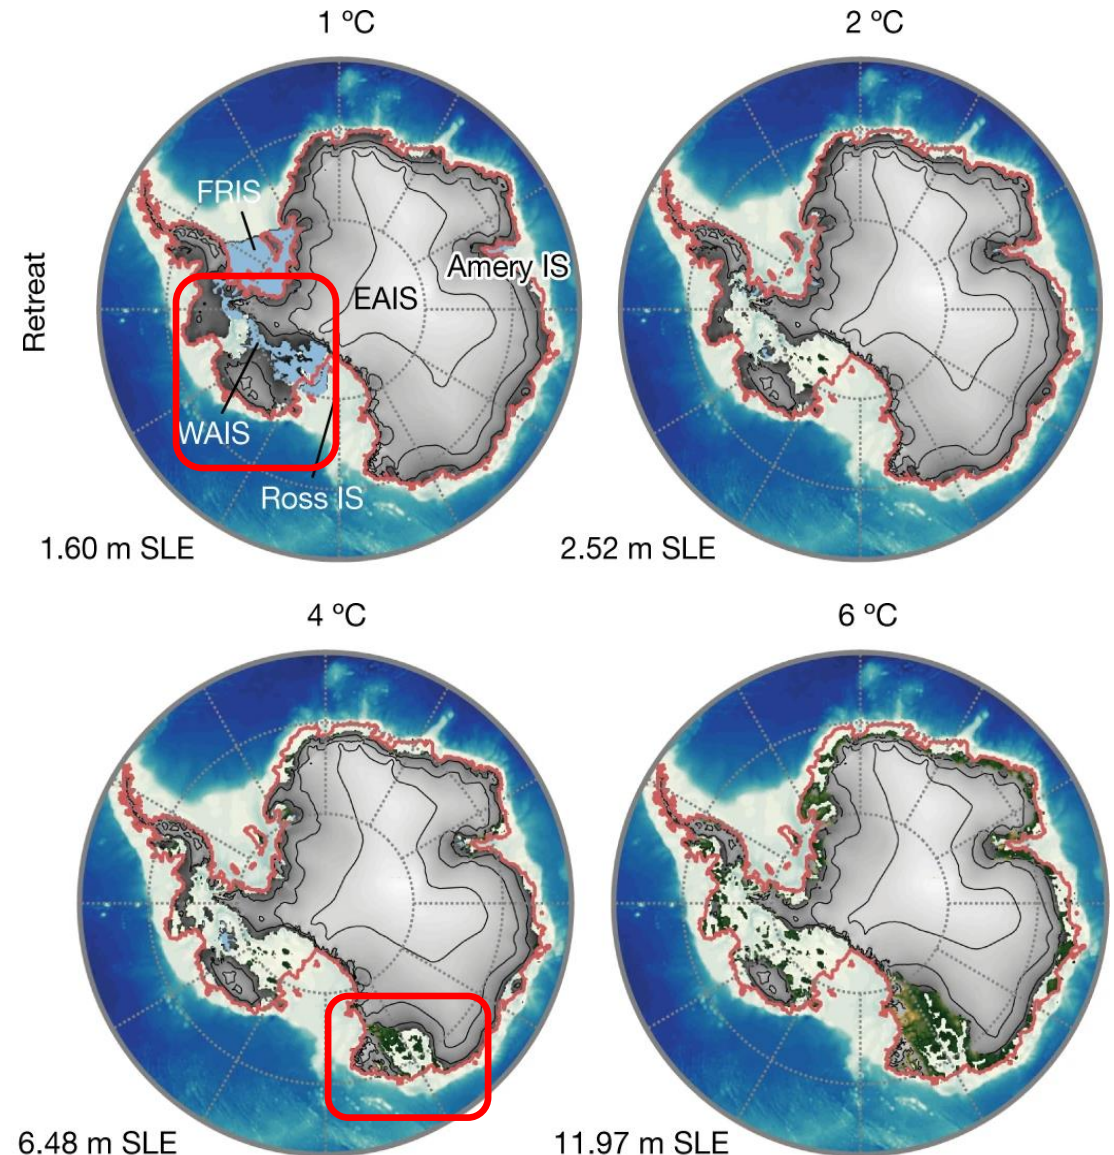 1 ºC
2 ºC
Retreat
FRIS
Amery IS
EAIS
WAIS
Ross IS
1.60 m SLE
2.52 m SLE
4 ºC
6 ºC
6.48 m SLE
11.97 m SLE